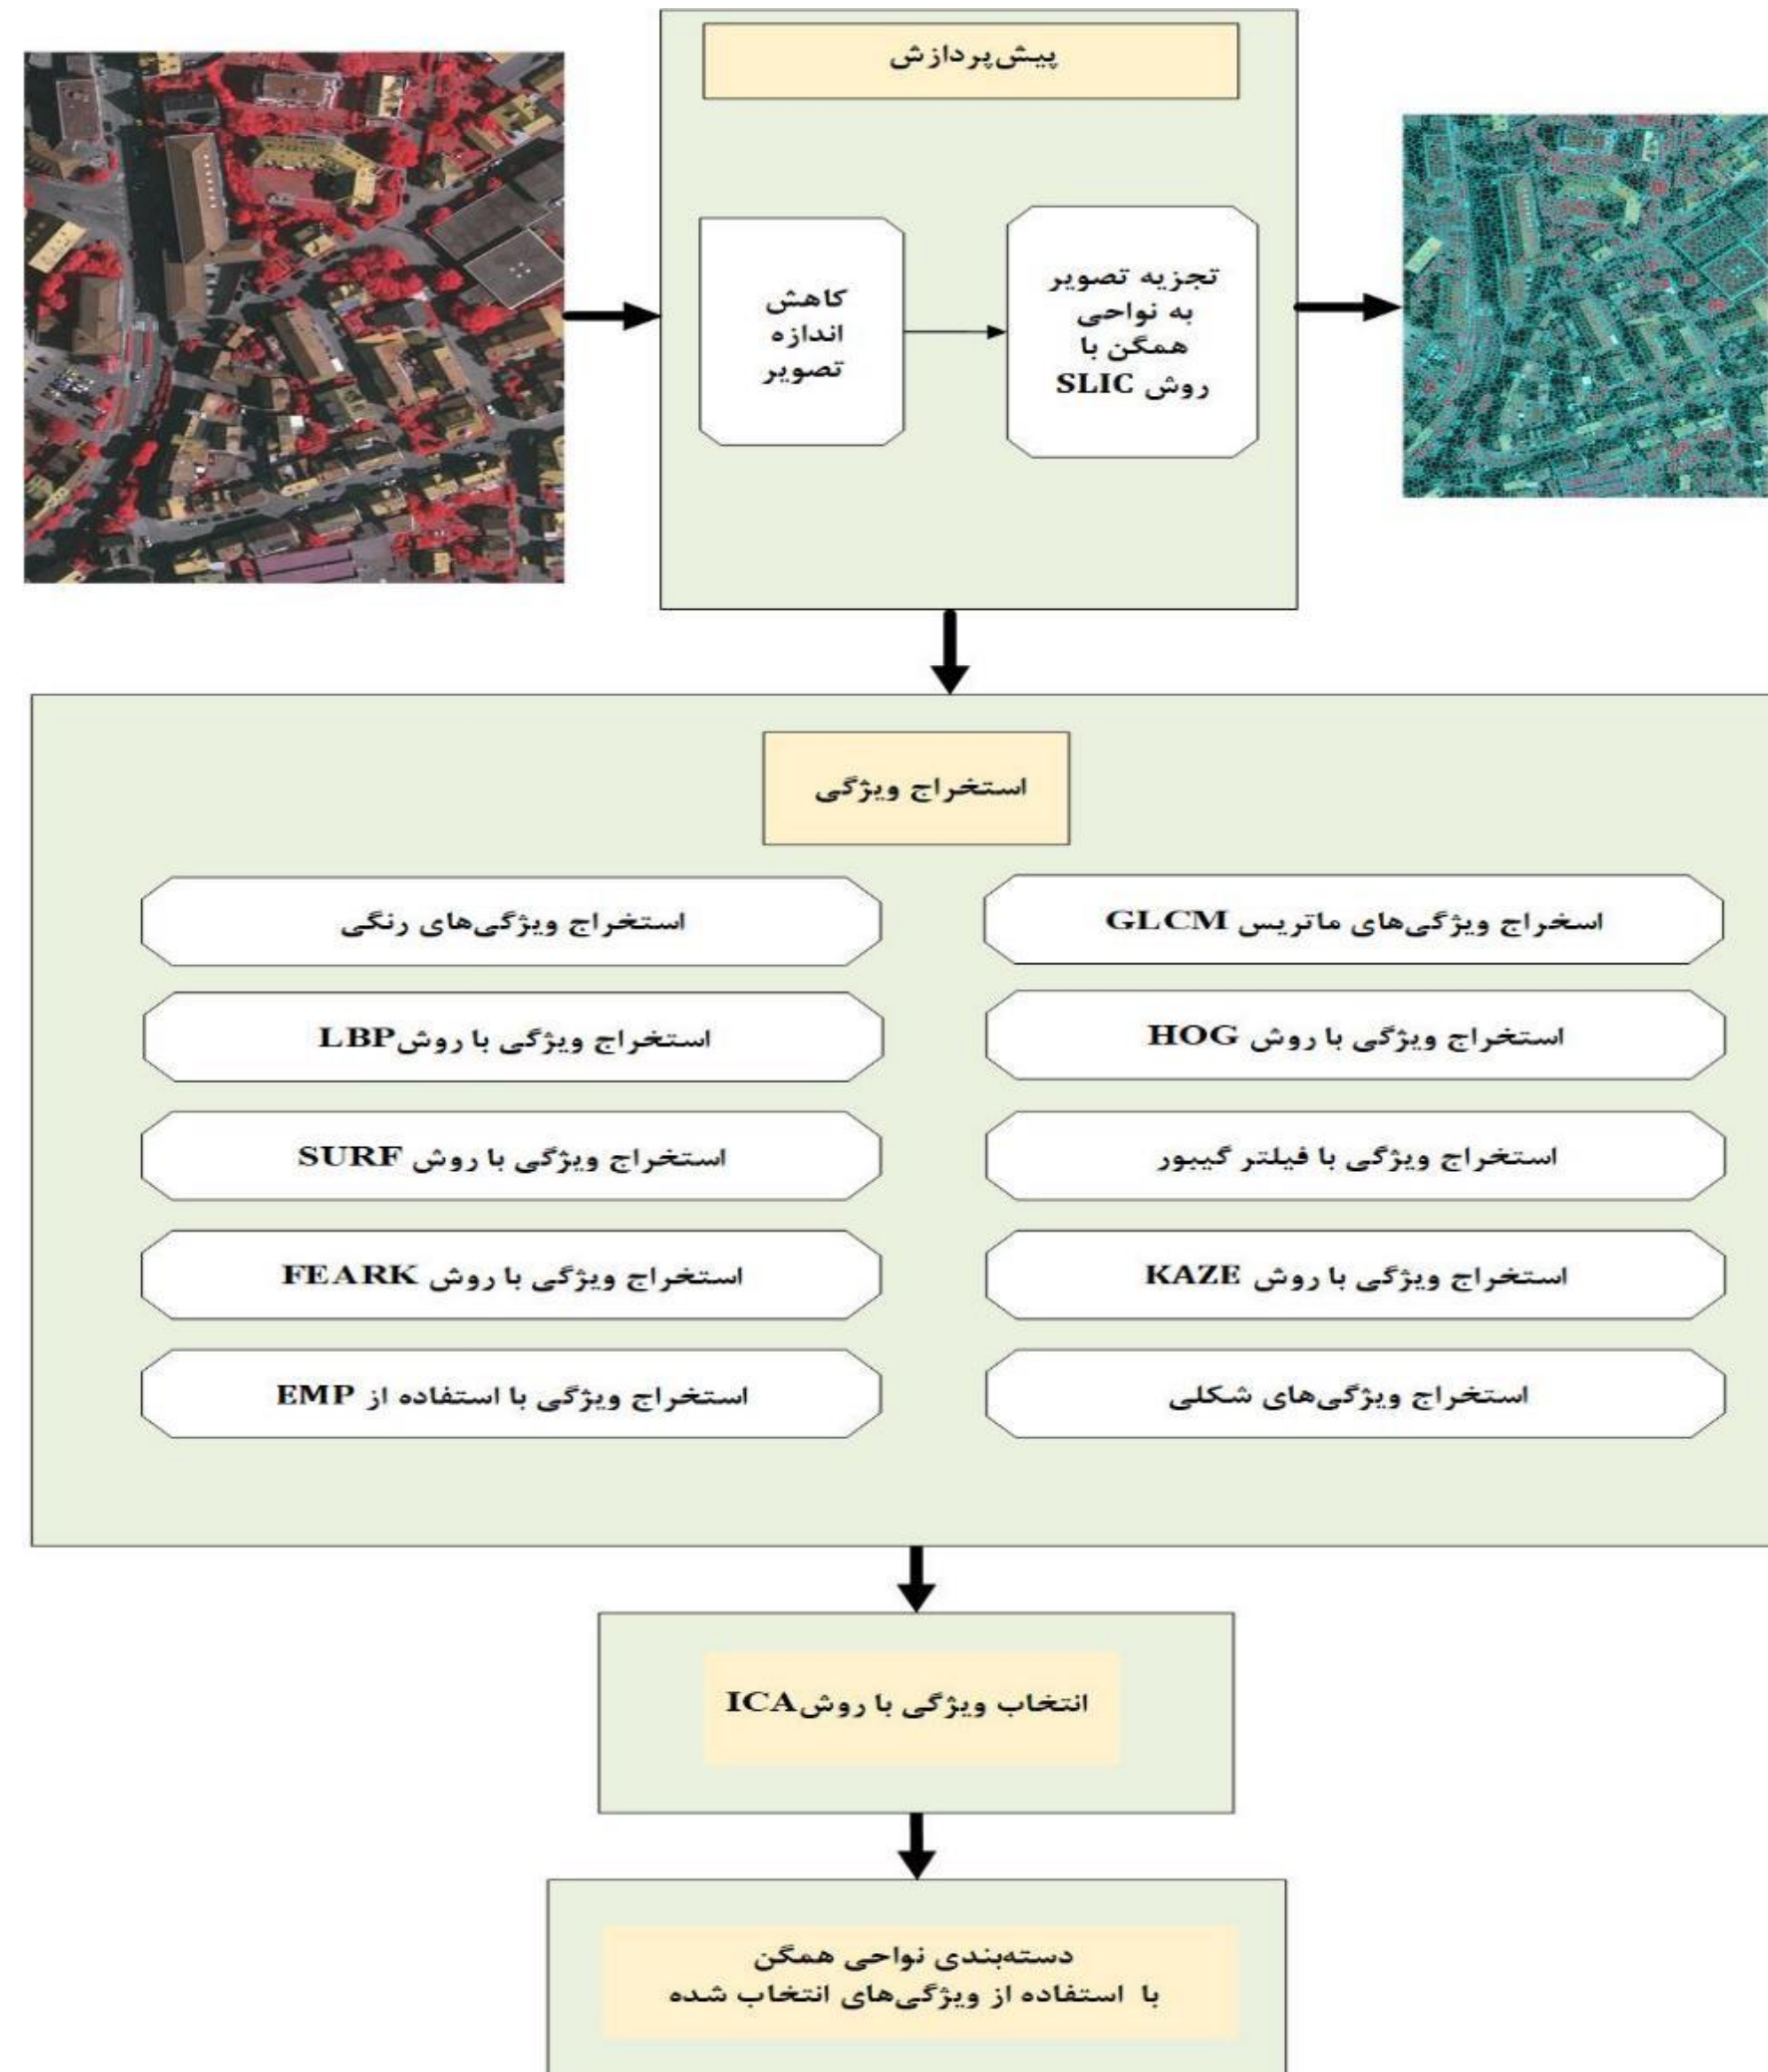 پیش‌پردازش
کاهش
اندازه
تصویر
تجزیه تصویر
به نواحی
همگن با
روش SLIC
استخراج ویژگی
اسخراج ویژگی‌های ماتریس GLCM
استخراج ویژگی‌های رنگی
استخراج ویژگی با روش HOG
استخراج ویژگی با روشLBP
استخراج ویژگی با فیلتر گیبور
استخراج ویژگی با روش SURF
استخراج ویژگی با روش KAZE
استخراج ویژگی با روش FEARK
استخراج ویژگی‌های شکلی
استخراج ویژگی با استفاده از EMP
انتخاب ویژگی با روشICA
دسته‌بندی نواحی همگن
با استفاده از ویژگی‌های انتخاب شده